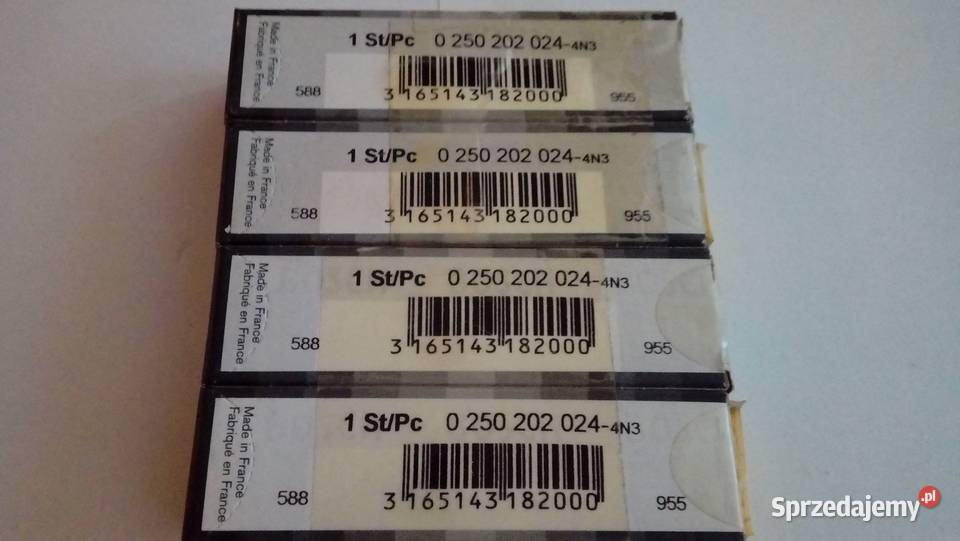 Made in France
Fabriqué en France
1 St/Pc 0 250 202 024-4N3
588
3 165143 182000
955
Made in France
Fabriqué en France
1 St/Pc 0 250 202 024-4N3
588
3 165143 182000
955
Made in France
Fabriqué en France
1 St/Pc 0 250 202 024-4N3
588
3 165143 182000
955
Made in France
Fabriqué en France
1 St/Pc 0 250 202 024-4N3
588
3 165143 182000
955
Sprzedajemy.pl